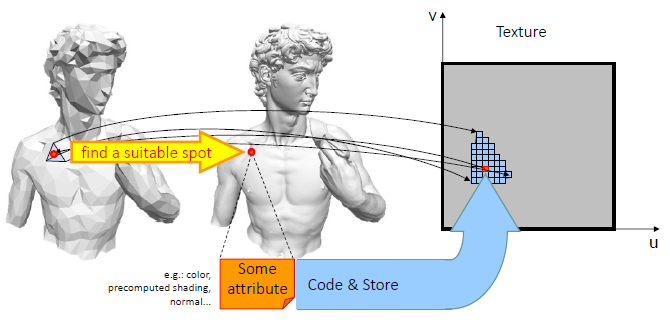 v
Texture
find a suitable spot
u
e.g.: color,
precomputed shading,
normal...
Some
attribute
Code & Store